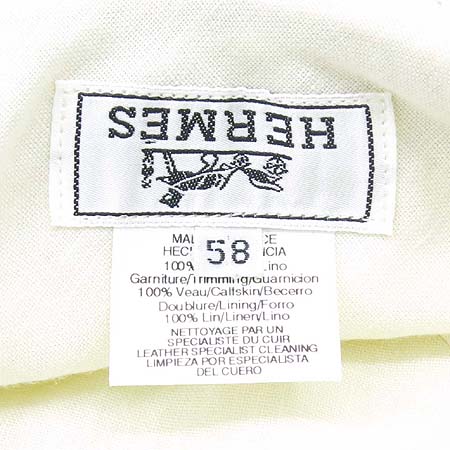 HERMES
58
100% Lino
Garniture/Trimming/Guarnicion
100% Veau/Calfskin/Becerro
Doublure/Lining/Forro
100% Lin/Linen/Lino
NETTOYAGE PAR UN
SPECIALISTE DU CUIR
LEATHER SPECIALIST CLEANING
LIMPIEZA POR ESPECIALISTA
DEL CUERO